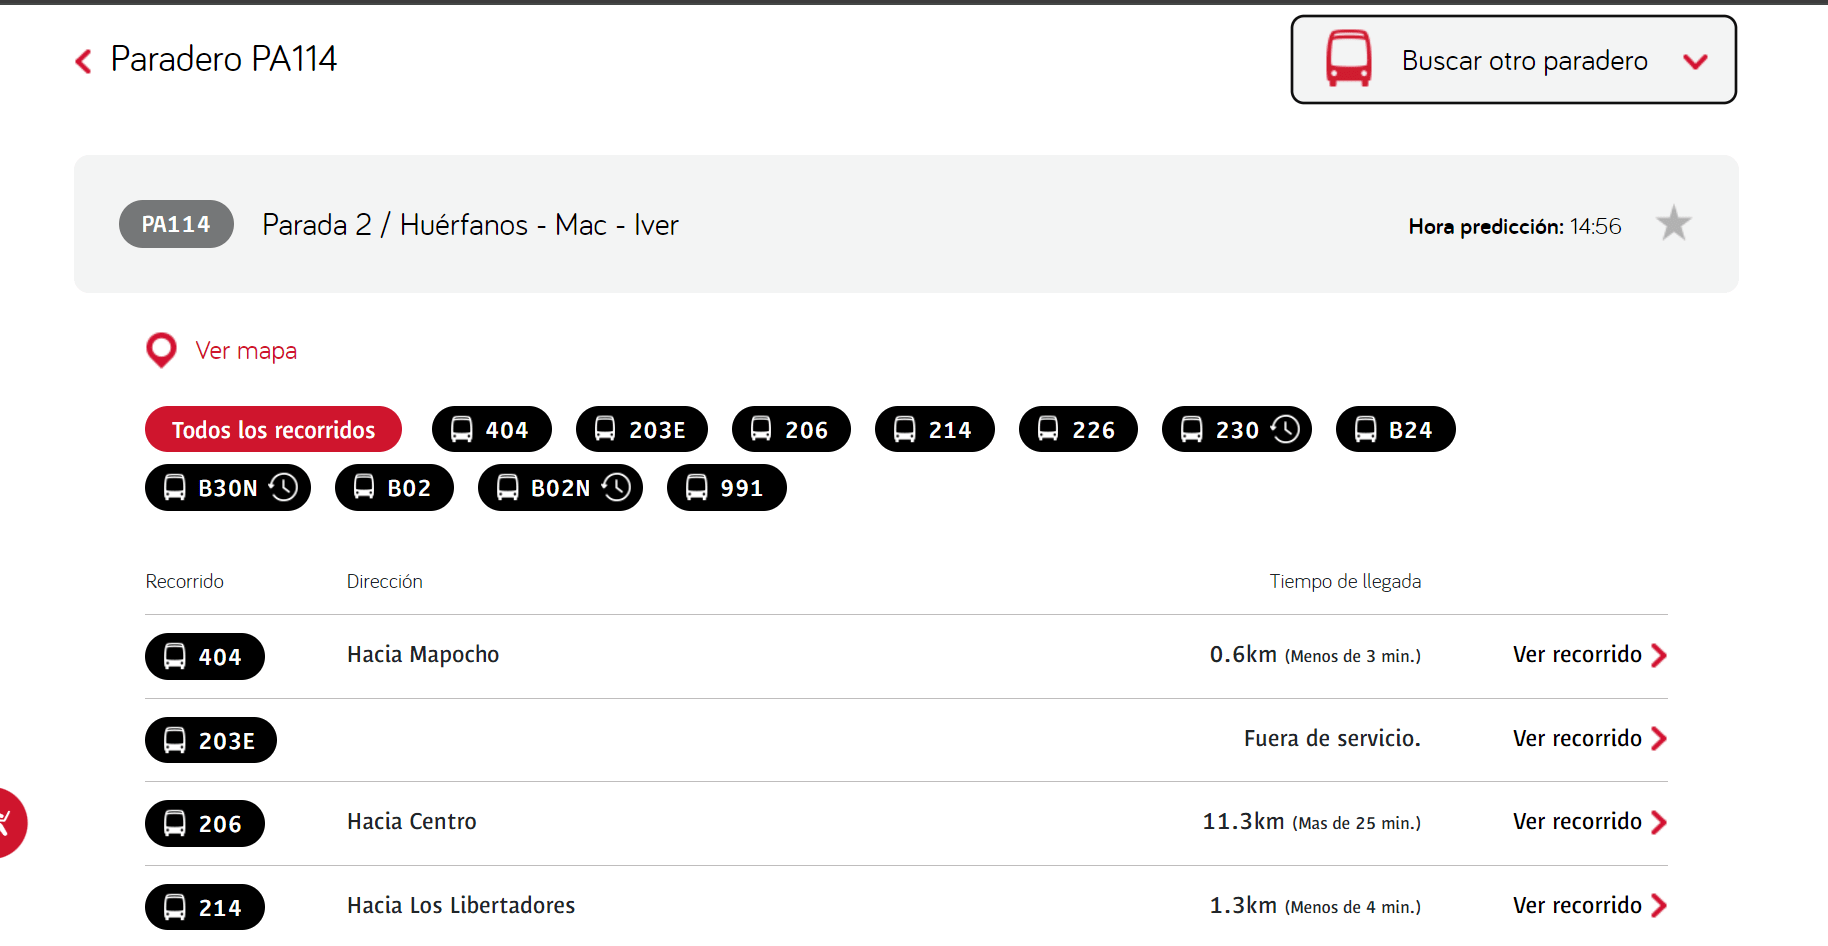 Paradero PA114
Buscar otro paradero
PA114 Parada 2 / Huérfanos - Mac - Iver
Hora predicción: 14:56
Ver mapa
Todos los recorridos 404 203E 206 214 226 230 B24
B30N B02 B02N 991
Recorrido Dirección Tiempo de llegada
404 Hacia Mapocho 0.6km (Menos de 3 min.) Ver recorrido
203E Fuera de servicio. Ver recorrido
206 Hacia Centro 11.3km (Mas de 25 min.) Ver recorrido
214 Hacia Los Libertadores 1.3km (Menos de 4 min.) Ver recorrido